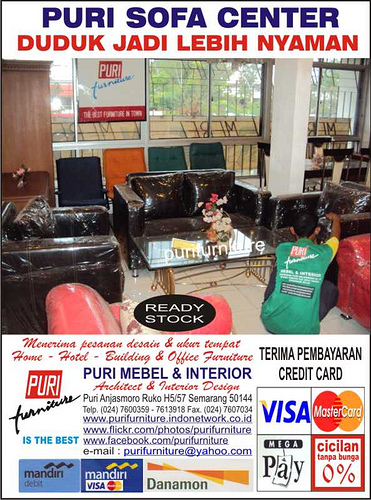 PURI SOFA CENTER
DUDUK JADI LEBIH NYAMAN
PURI
furniture
THE BEST FURNITURE IN TOWN
purifurniture
PURI
furniture
MEBEL & INTERIOR
READY
STOCK
Menerima pesanan desain & ukur tempat
Home - Hotel - Building & Office Furniture
TERIMA PEMBAYARAN
CREDIT CARD
PURI
furniture
IS THE BEST
PURI MEBEL & INTERIOR
Architect & Interior Design
Puri Anjasmoro Ruko H5/57 Semarang 50144
Telp. (024) 7600359 - 7613918 Fax. (024) 7607034
www.purifurniture.indonetwork.co.id
www.flickr.com/photos/purifurniture
www.facebook.com/purifurniture
e-mail : purifurniture@yahoo.com
VISA
MasterCard
MEGA
Pay
cicilan
tanpa bunga
0%
mandiri
debit
mandiri
VISA
Danamon